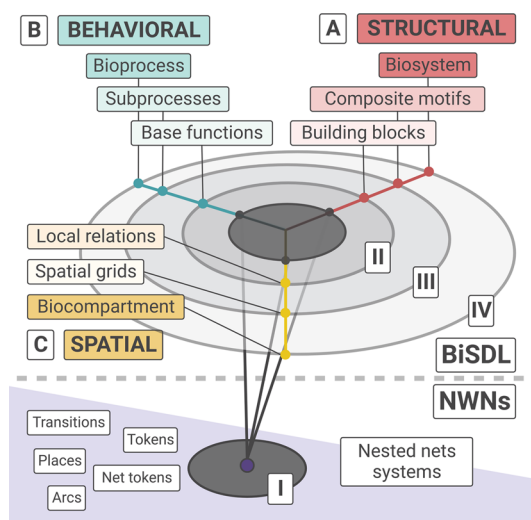 B BEHAVIORAL
A STRUCTURAL
Bioprocess
Biosystem
Subprocesses
Composite motifs
Base functions
Building blocks
Local relations
II
Spatial grids
III
Biocompartment
IV
C SPATIAL
BiSDL
NWNs
Transitions
Tokens
Places
Net tokens
Arcs
I
Nested nets
systems